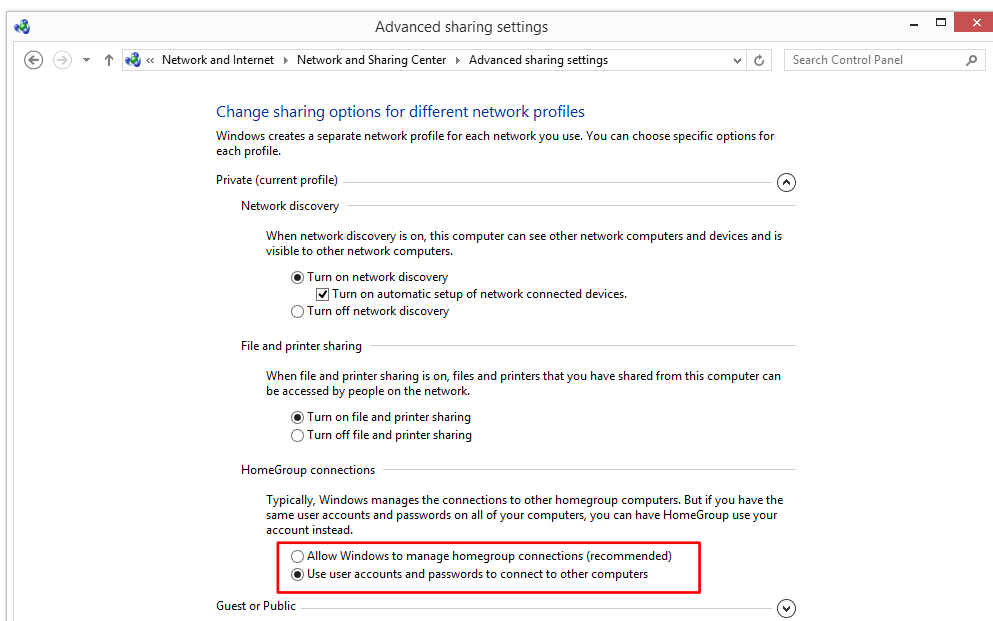 Advanced sharing settings
« Network and Internet Network and Sharing Center Advanced sharing settings
Search Control Panel
Change sharing options for different network profiles
Windows creates a separate network profile for each network you use. You can choose specific options for
each profile.
Private (current profile)
Network discovery
When network discovery is on, this computer can see other network computers and devices and is
visible to other network computers.
Turn on network discovery
Turn on automatic setup of network connected devices.
Turn off network discovery
File and printer sharing
When file and printer sharing is on, files and printers that you have shared from this computer can
be accessed by people on the network.
Turn on file and printer sharing
Turn off file and printer sharing
HomeGroup connections
Typically, Windows manages the connections to other homegroup computers. But if you have the
same user accounts and passwords on all of your computers, you can have HomeGroup use your
account instead.
Allow Windows to manage homegroup connections (recommended)
Use user accounts and passwords to connect to other computers
Guest or Public